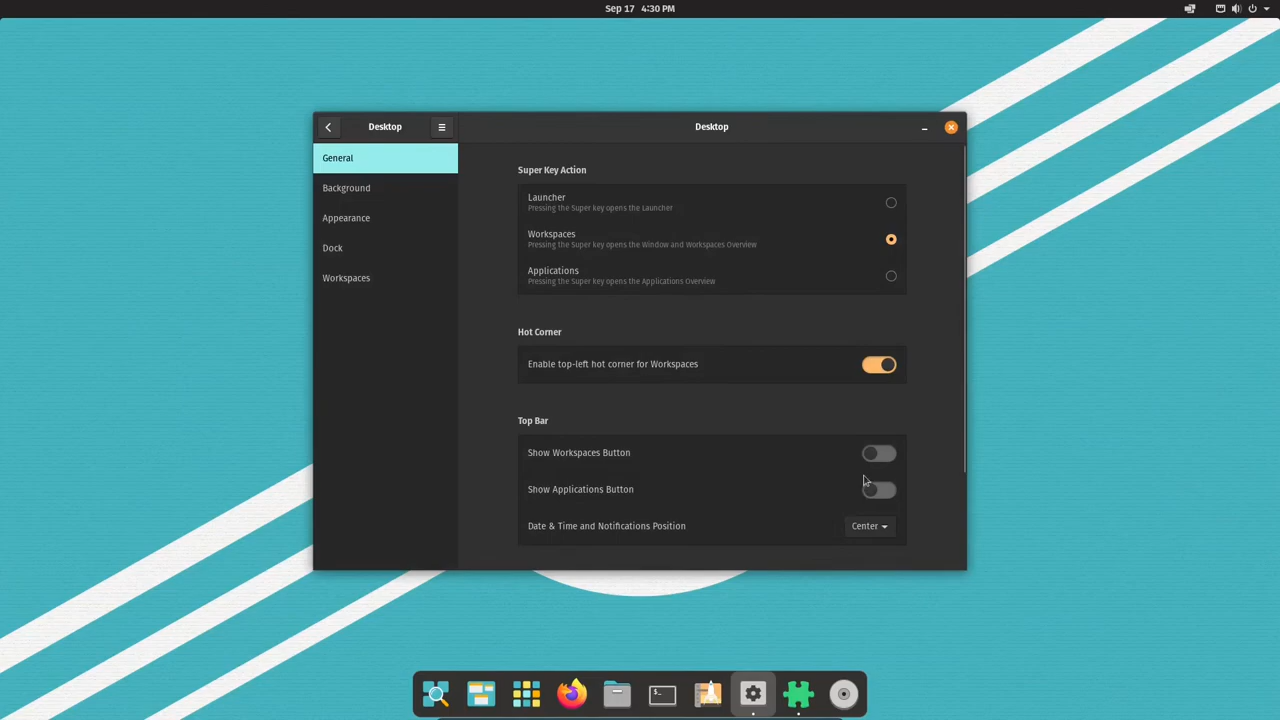 Sep 17 4:30 PM
Desktop
Desktop
General
Background
Appearance
Dock
Workspaces
Super Key Action
Launcher
Pressing the Super key opens the Launcher
Workspaces
Pressing the Super key opens the Window and Workspaces Overview
Applications
Pressing the Super key opens the Applications Overview
Hot Corner
Enable top-left hot corner for Workspaces
Top Bar
Show Workspaces Button
Show Applications Button
Date & Time and Notifications Position
Center